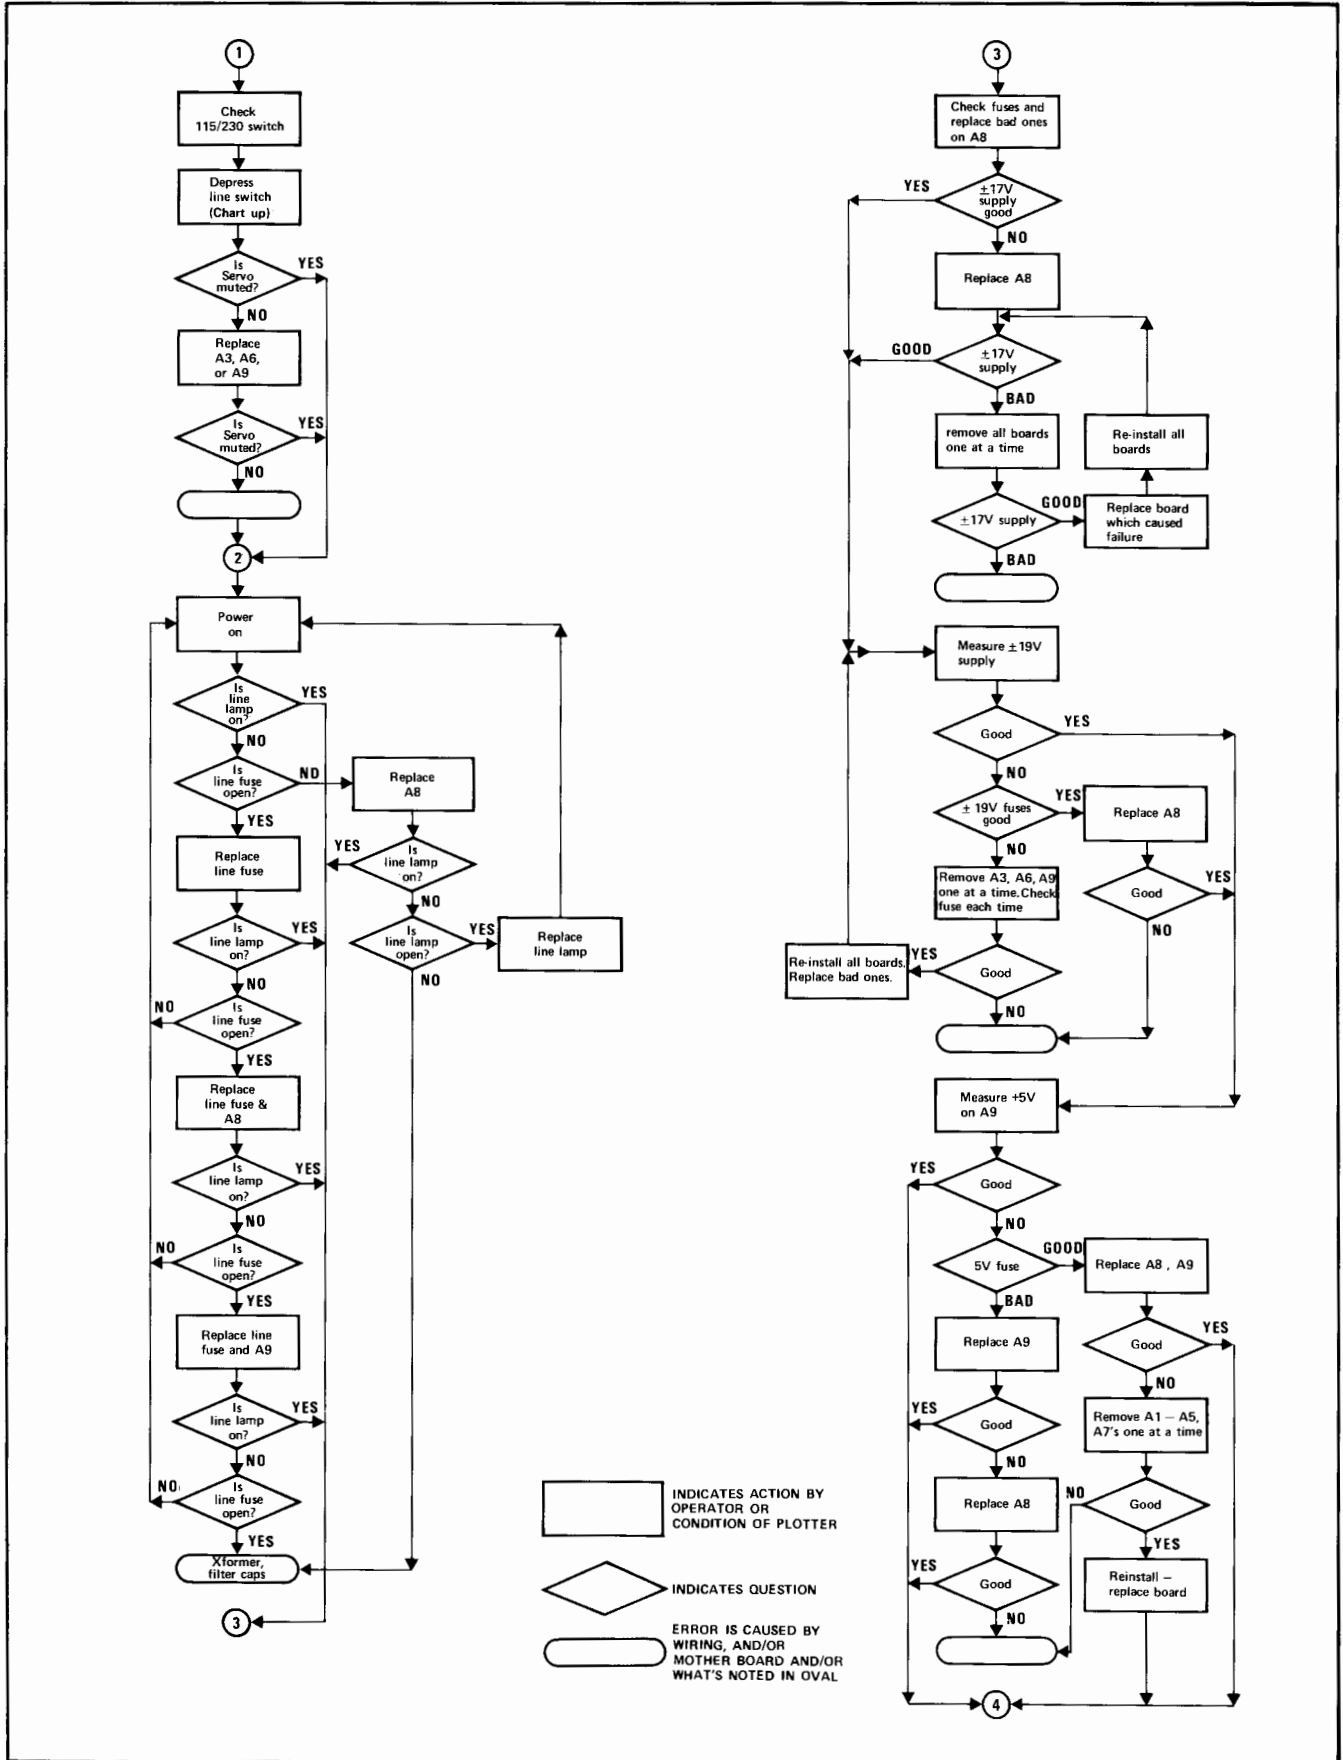 1
Check
115/230 switch
Depress
line switch
(Chart up)
Is
Servo
muted?
YES
NO
Replace
A3, A6,
or A9
Is
Servo
muted?
YES
NO
2
Power
on
Is
line
lamp
on?
YES
NO
Is
line fuse
open?
ND
YES
Replace
A8
Replace
line fuse
YES
Is
line lamp
on?
NO
Is
line lamp
on?
YES
NO
Is
line lamp
open?
YES
NO
Replace
line lamp
Is
line fuse
open?
NO
YES
Replace
line fuse &
A8
Is
line lamp
on?
YES
NO
Is
line fuse
open?
NO
YES
Replace line
fuse and A9
Is
line lamp
on?
YES
NO
Is
line fuse
open?
NO
YES
Xformer,
filter caps
3
3
Check fuses and
replace bad ones
on A8
±17V
supply
good
YES
NO
Replace A8
±17V
supply
GOOD
BAD
remove all boards
one at a time
Re-install all
boards
±17V supply
GOOD
BAD
Replace board
which caused
failure
Measure ±19V
supply
Good
YES
NO
± 19V fuses
good
YES
NO
Replace A8
Remove A3, A6, A9
one at a time. Check
fuse each time
Good
YES
NO
Good
YES
NO
Re-install all boards.
Replace bad ones.
Measure +5V
on A9
Good
YES
NO
5V fuse
GOOD
BAD
Replace A8 , A9
Replace A9
Good
YES
NO
Good
YES
NO
Remove A1 — A5,
A7's one at a time
Replace A8
Good
NO
YES
Good
YES
NO
Reinstall —
replace board
4
INDICATES ACTION BY
OPERATOR OR
CONDITION OF PLOTTER
INDICATES QUESTION
ERROR IS CAUSED BY
WIRING, AND/OR
MOTHER BOARD AND/OR
WHAT'S NOTED IN OVAL